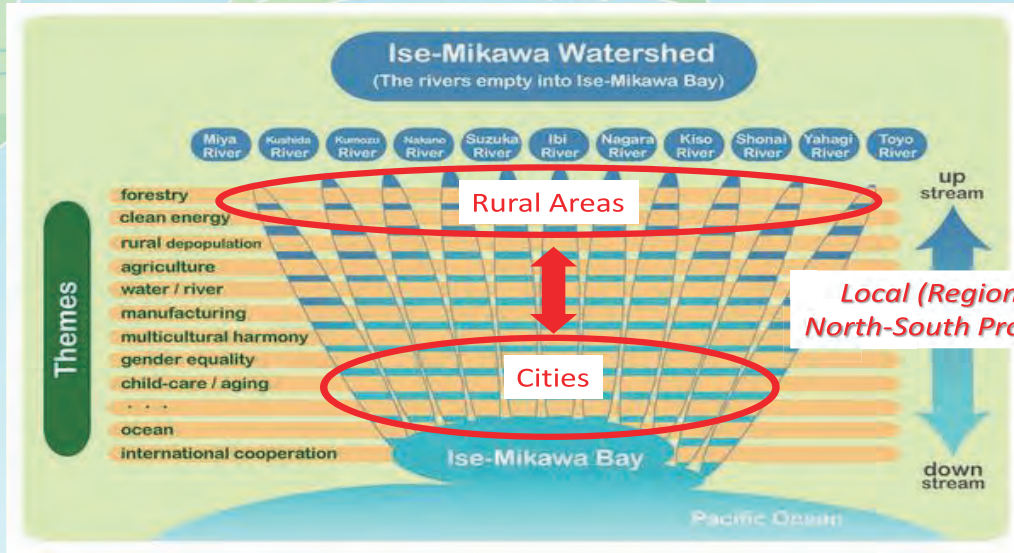 Ise-Mikawa Watershed
(The rivers empty into Ise-Mikawa Bay)
Miya River
Kushida River
Kumozu River
Nakano River
Suzuka River
Ibi River
Nagara River
Kiso River
Shonai River
Yahagi River
Toyo River
up stream
Themes
forestry
clean energy
rural depopulation
agriculture
water / river
manufacturing
multicultural harmony
gender equality
child-care / aging
. . .
ocean
international cooperation
Rural Areas
Cities
Local (Region
North-South Pro
Ise-Mikawa Bay
Pacific Ocean
down stream